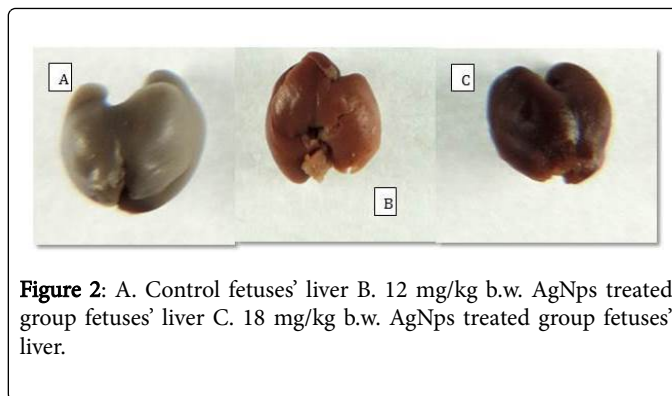 A
B
C
Figure 2: A. Control fetuses' liver B. 12 mg/kg b.w. AgNps treated
group fetuses' liver C. 18 mg/kg b.w. AgNps treated group fetuses'
liver.